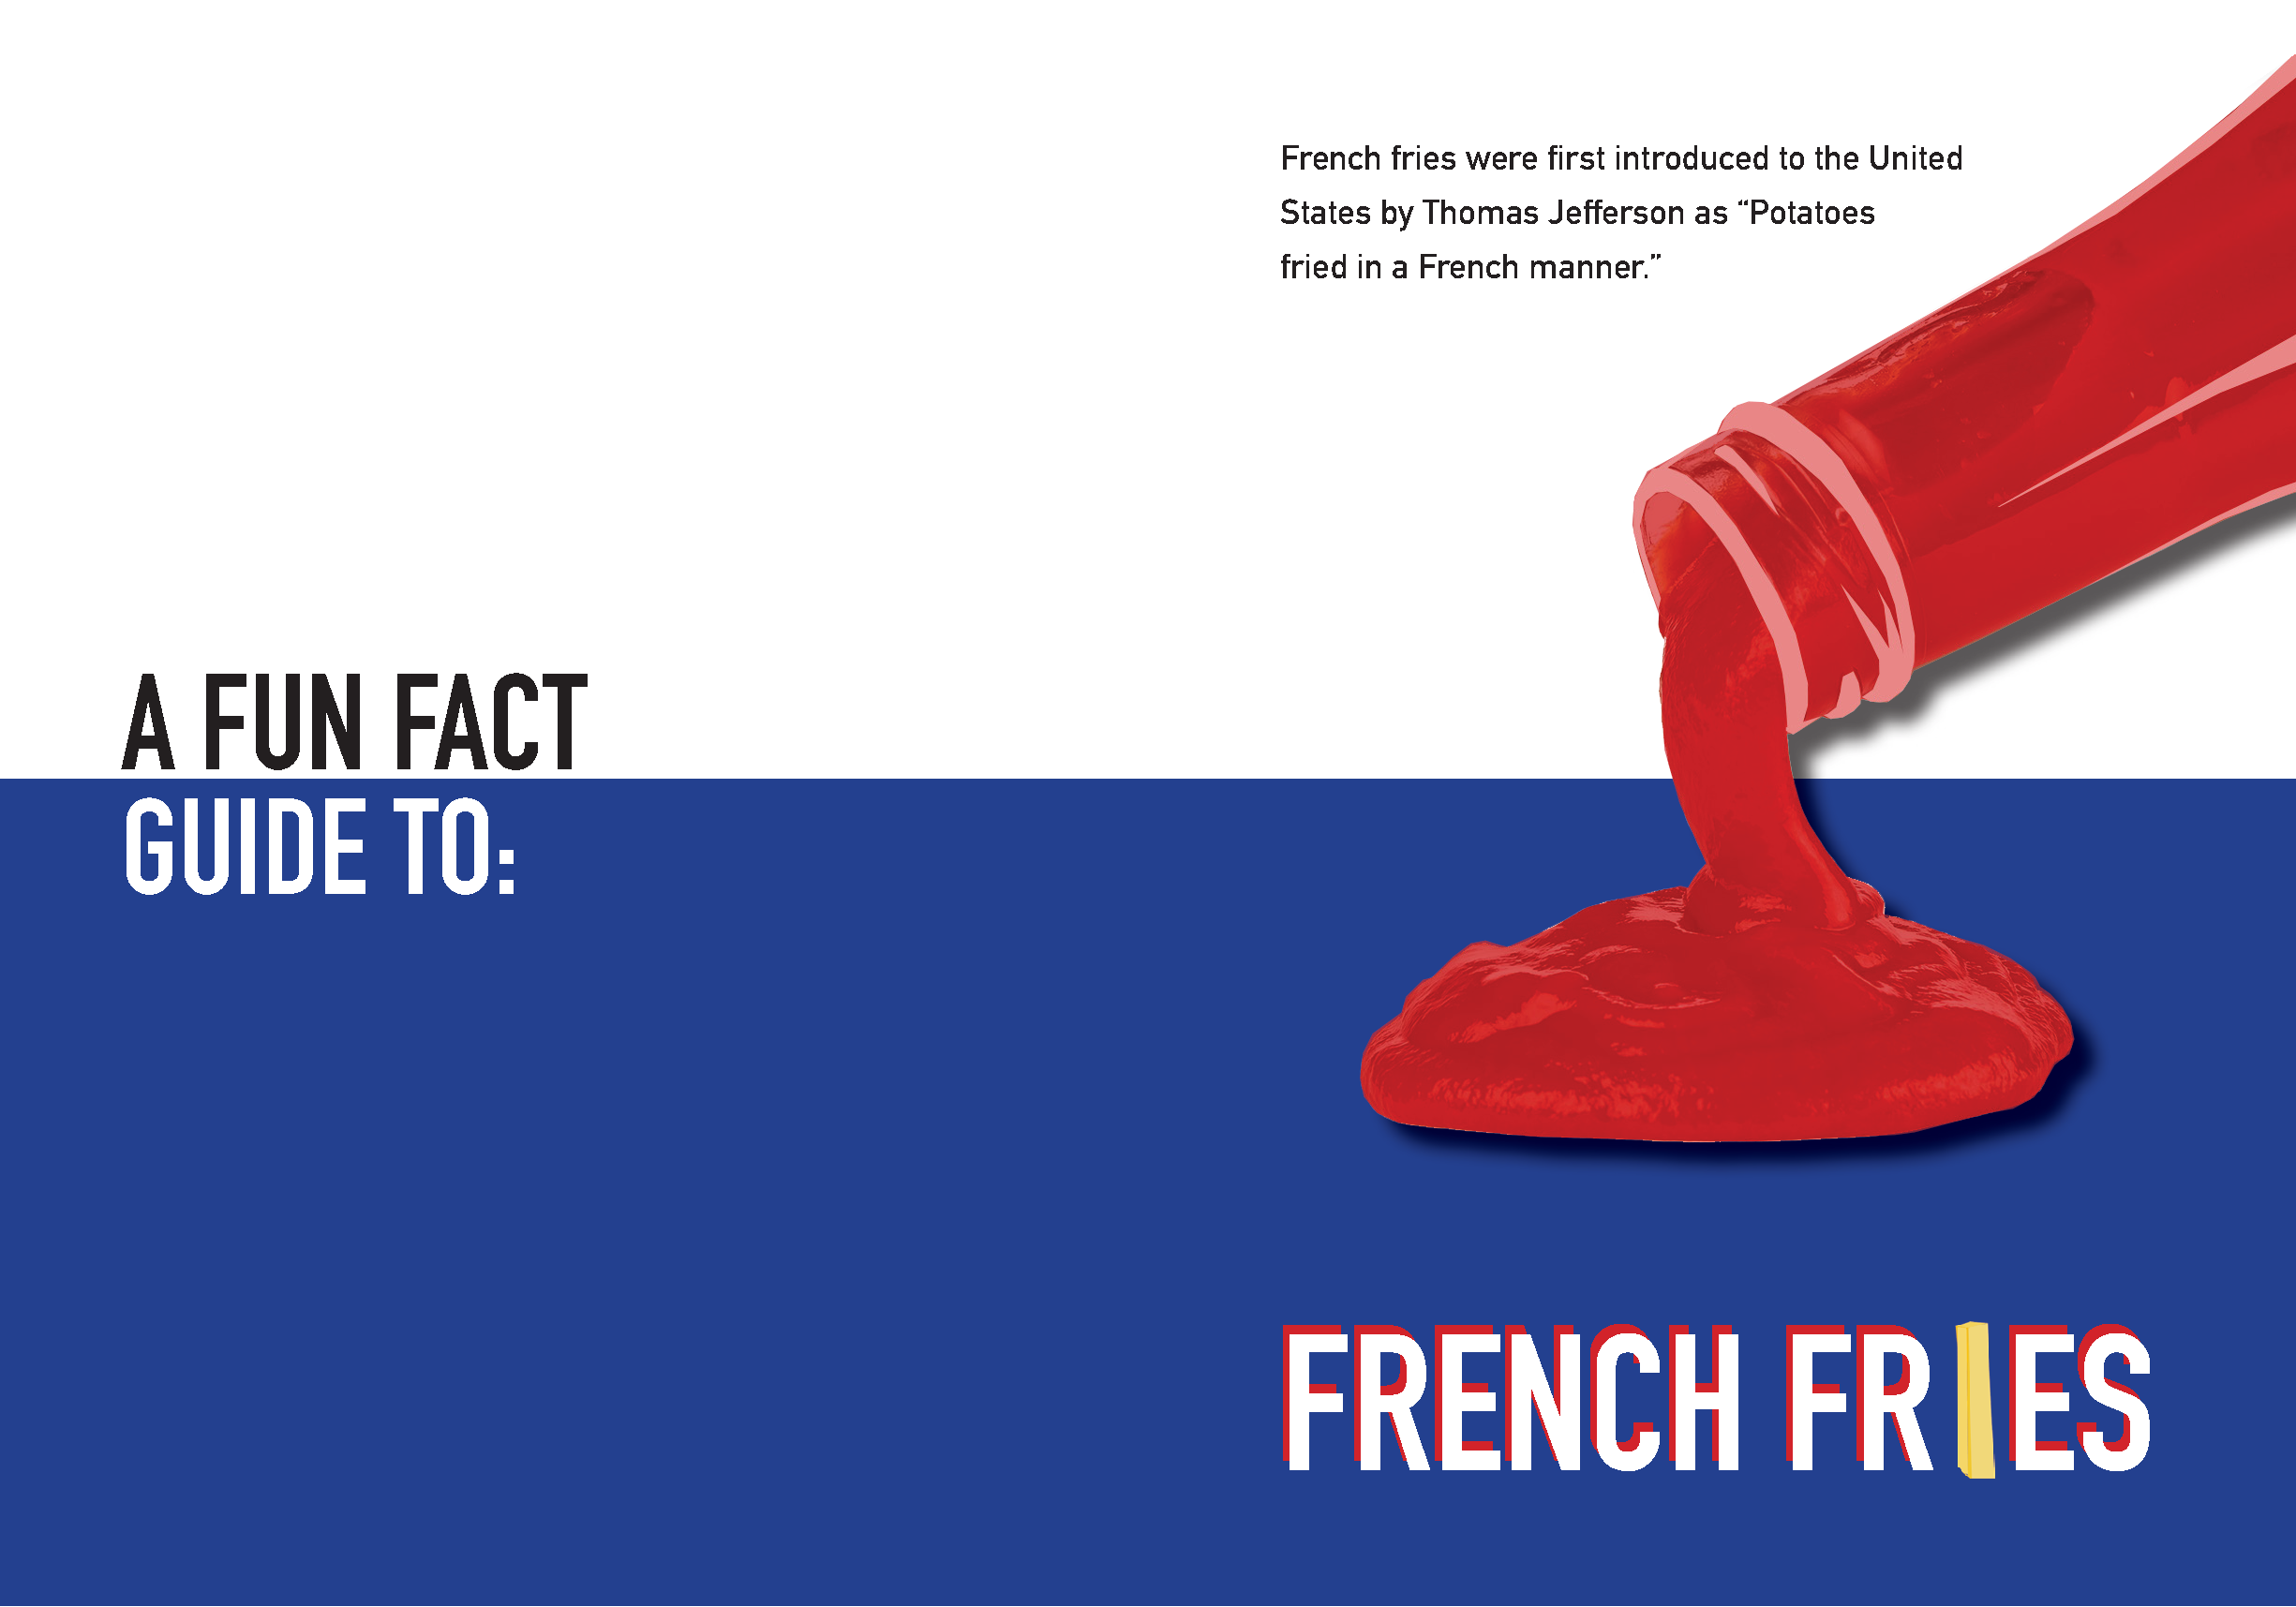 A FUN FACT
GUIDE TO:
French fries were first introduced to the United
States by Thomas Jefferson as “Potatoes
fried in a French manner.”
FRENCH FRIES